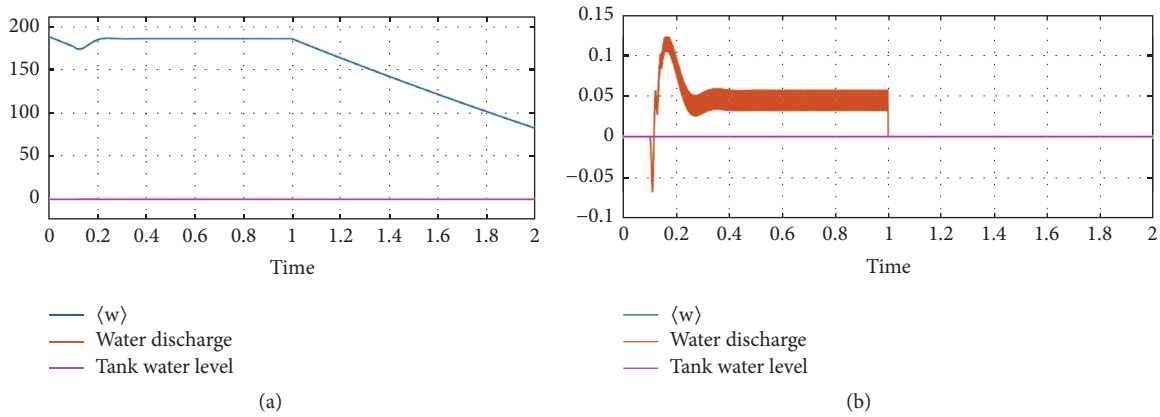 200
150
100
50
0
0 0.2 0.4 0.6 0.8 1 1.2 1.4 1.6 1.8 2
Time
⟨w⟩
Water discharge
Tank water level
(a)
0.15
0.1
0.05
0
−0.05
−0.1
0 0.2 0.4 0.6 0.8 1 1.2 1.4 1.6 1.8 2
Time
⟨w⟩
Water discharge
Tank water level
(b)